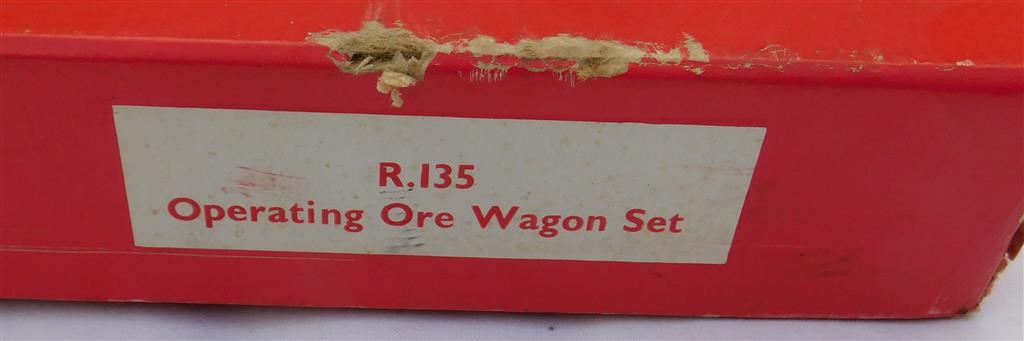 R.135
Operating Ore Wagon Set